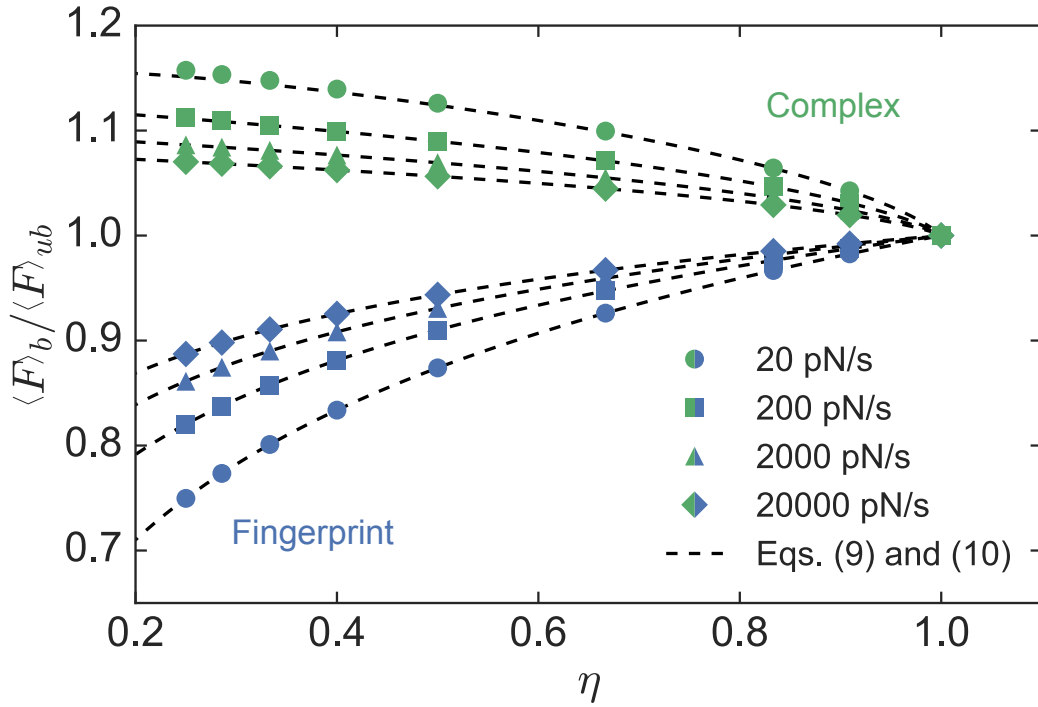 1.2
1.1
1.0
0.9
0.8
0.7
⟨F⟩b/⟨F⟩ub
Complex
Fingerprint
20 pN/s
200 pN/s
2000 pN/s
20000 pN/s
Eqs. (9) and (10)
0.2 0.4 0.6 0.8 1.0
η